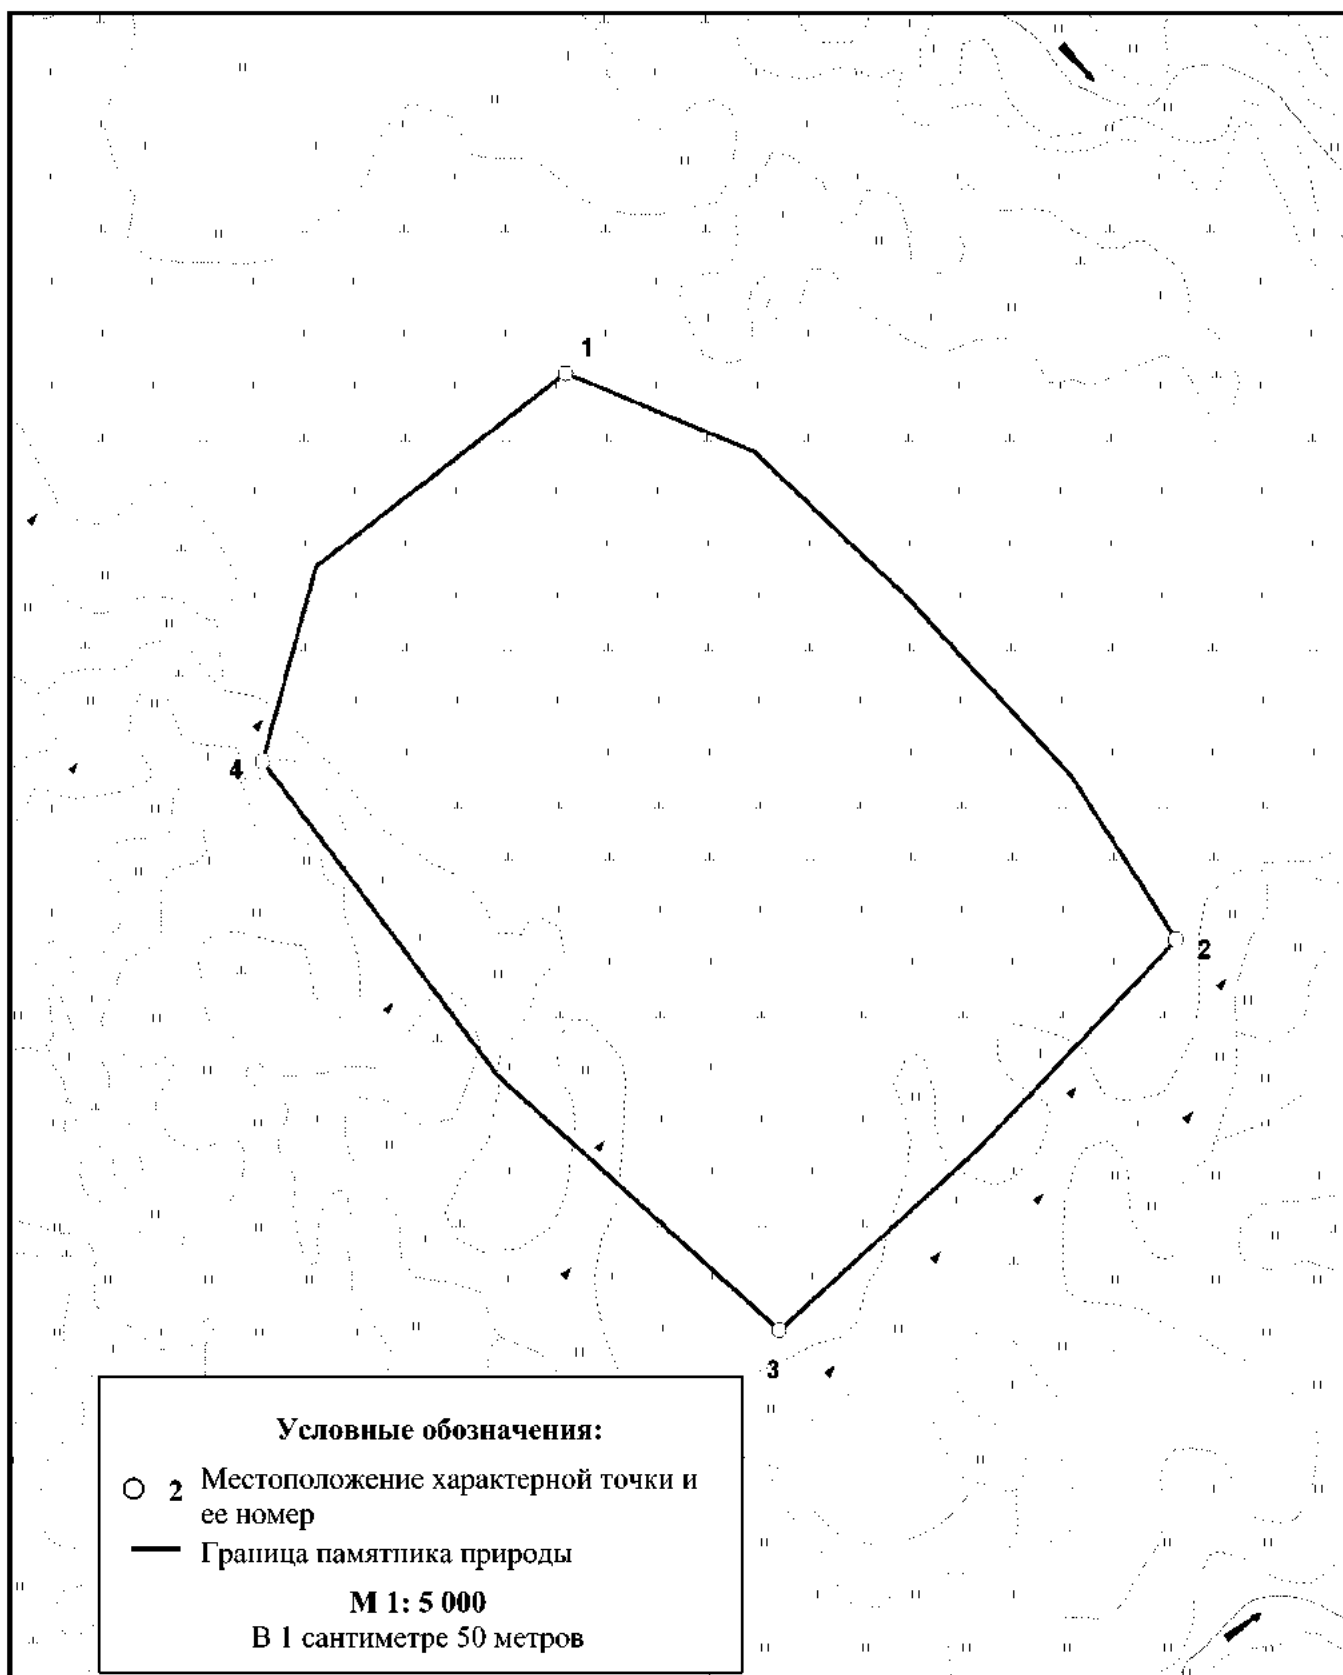 1
2
4
3
Условные обозначения:
2 Местоположение характерной точки и
ее номер
Граница памятника природы
М 1: 5 000
В 1 сантиметре 50 метров